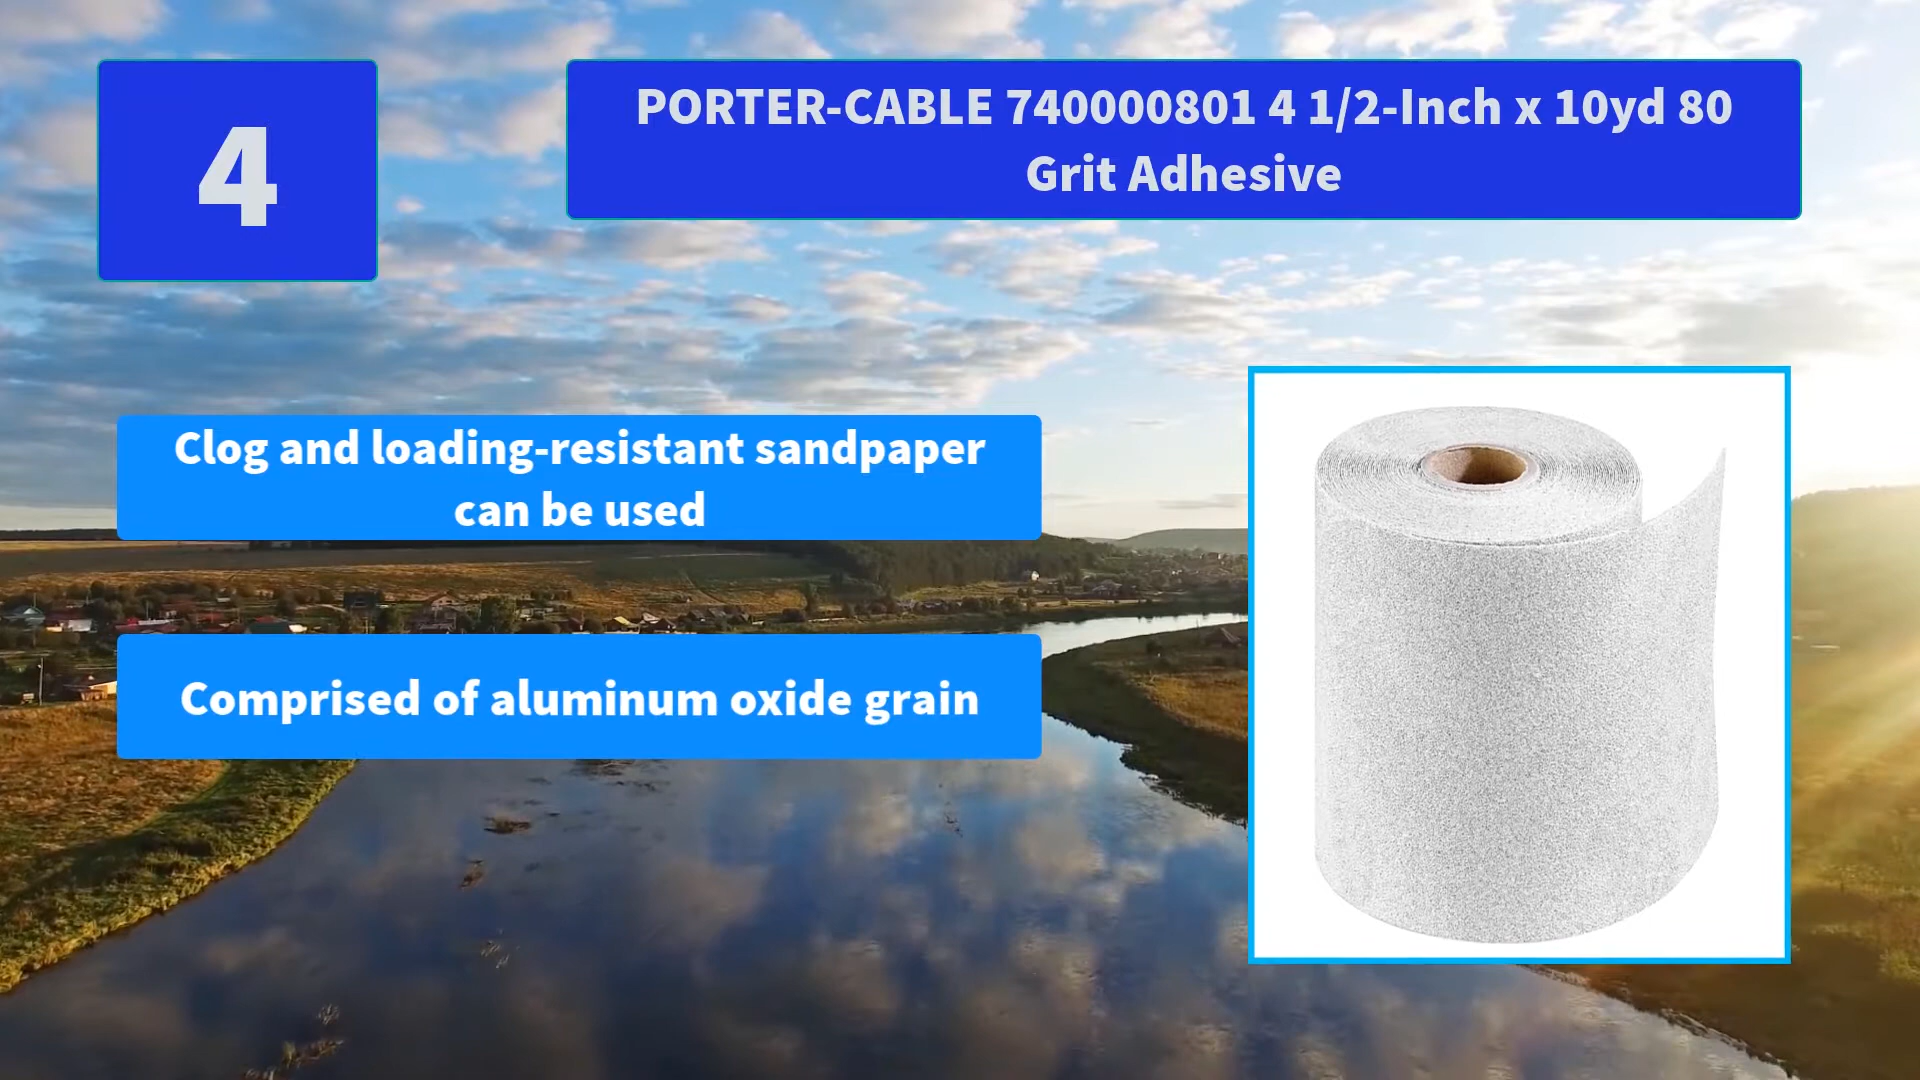 4
PORTER-CABLE 740000801 4 1/2-Inch x 10yd 80
Grit Adhesive
Clog and loading-resistant sandpaper
can be used
Comprised of aluminum oxide grain